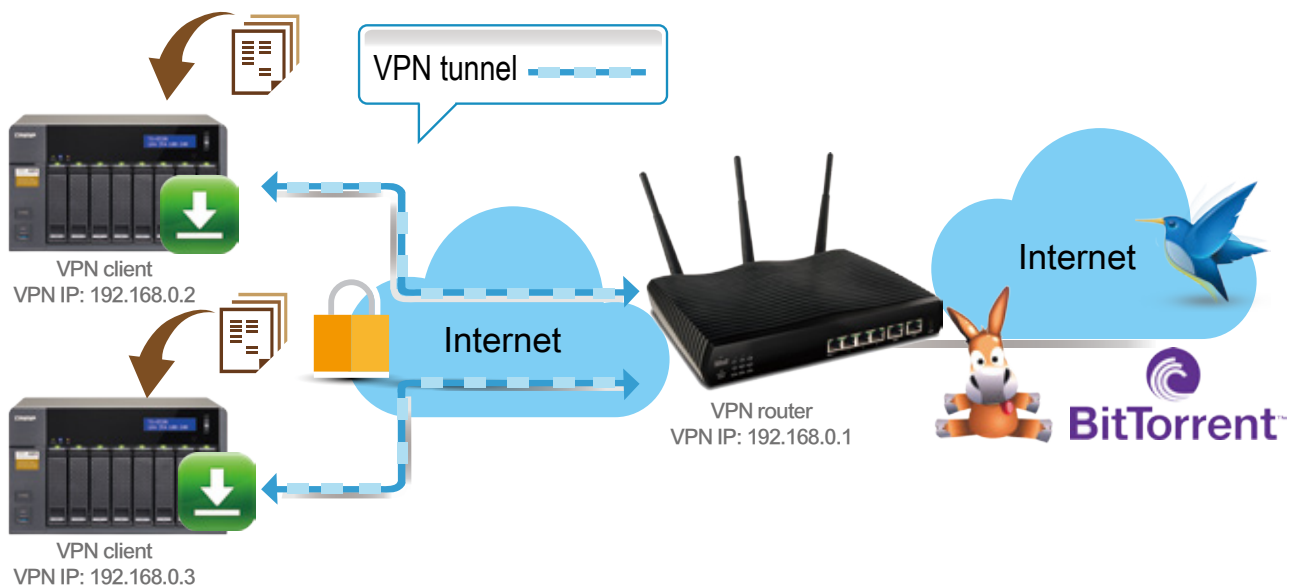 VPN tunnel
VPN client
VPN IP: 192.168.0.2
Internet
Internet
VPN router
VPN IP: 192.168.0.1
BitTorrent™
VPN client
VPN IP: 192.168.0.3